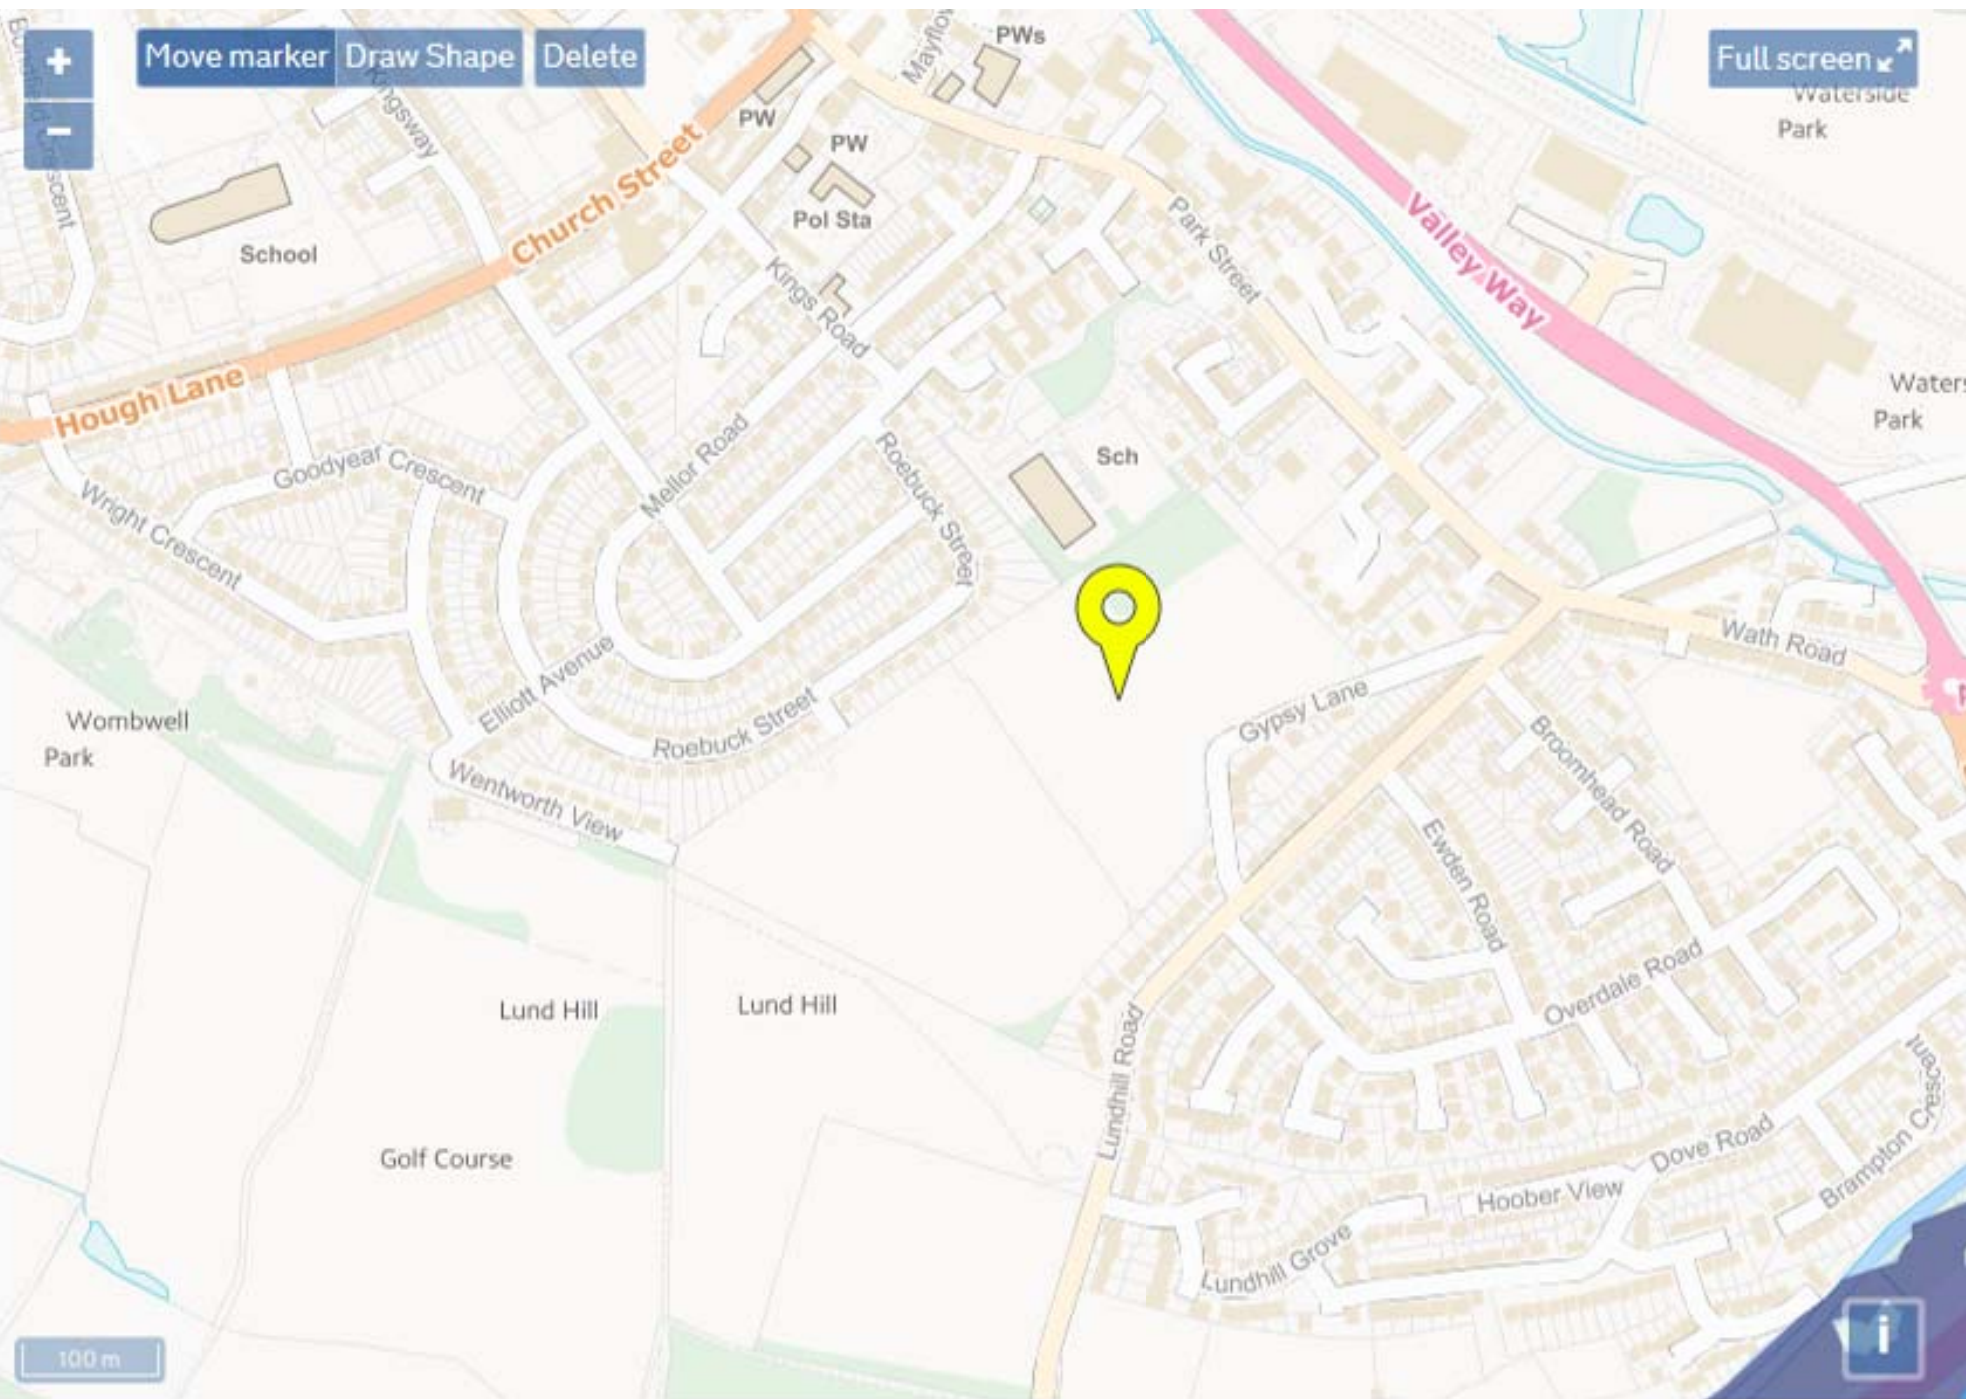 +
Move marker
Draw Shape
Delete
Full screen
−
Kingsway
PWs
Waterside
Park
PW
PW
Pol Sta
School
Church Street
Park Street
Valley Way
Kings Road
Hough Lane
Waters
Park
Goodyear Crescent
Mellor Road
Roebuck Street
Sch
Wright Crescent
Wath Road
Elliott Avenue
Gypsy Lane
Wombwell
Park
Roebuck Street
Broomhead Road
Wentworth View
Ewden Road
Lund Hill
Lund Hill
Overdale Road
Lundhill Road
Golf Course
Dove Road
Brampton Crescent
Hoober View
Lundhill Grove
100 m
i